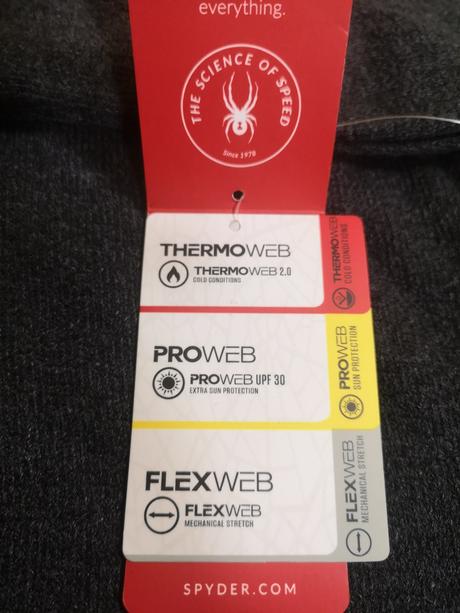 everything.
THE SCIENCE OF SPEED
Since 1978
THERMOWEB
THERMOWEB 2.0
COLD CONDITIONS
THERMOWEB
COLD CONDITIONS
PROWEB
PROWEB UPF 30
EXTRA SUN PROTECTION
PROWEB
SUN PROTECTION
FLEXWEB
FLEXWEB
MECHANICAL STRETCH
FLEXWEB
MECHANICAL STRETCH
SPYDER.COM